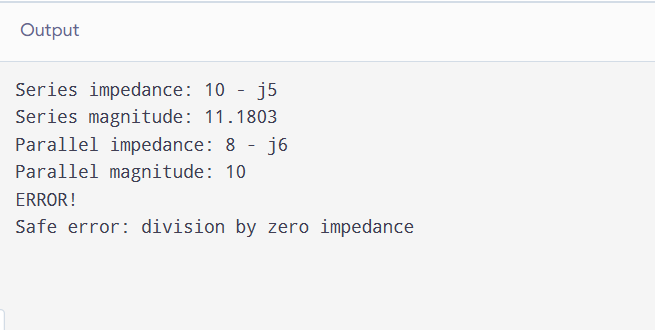 Output
Series impedance: 10 - j5
Series magnitude: 11.1803
Parallel impedance: 8 - j6
Parallel magnitude: 10
ERROR!
Safe error: division by zero impedance